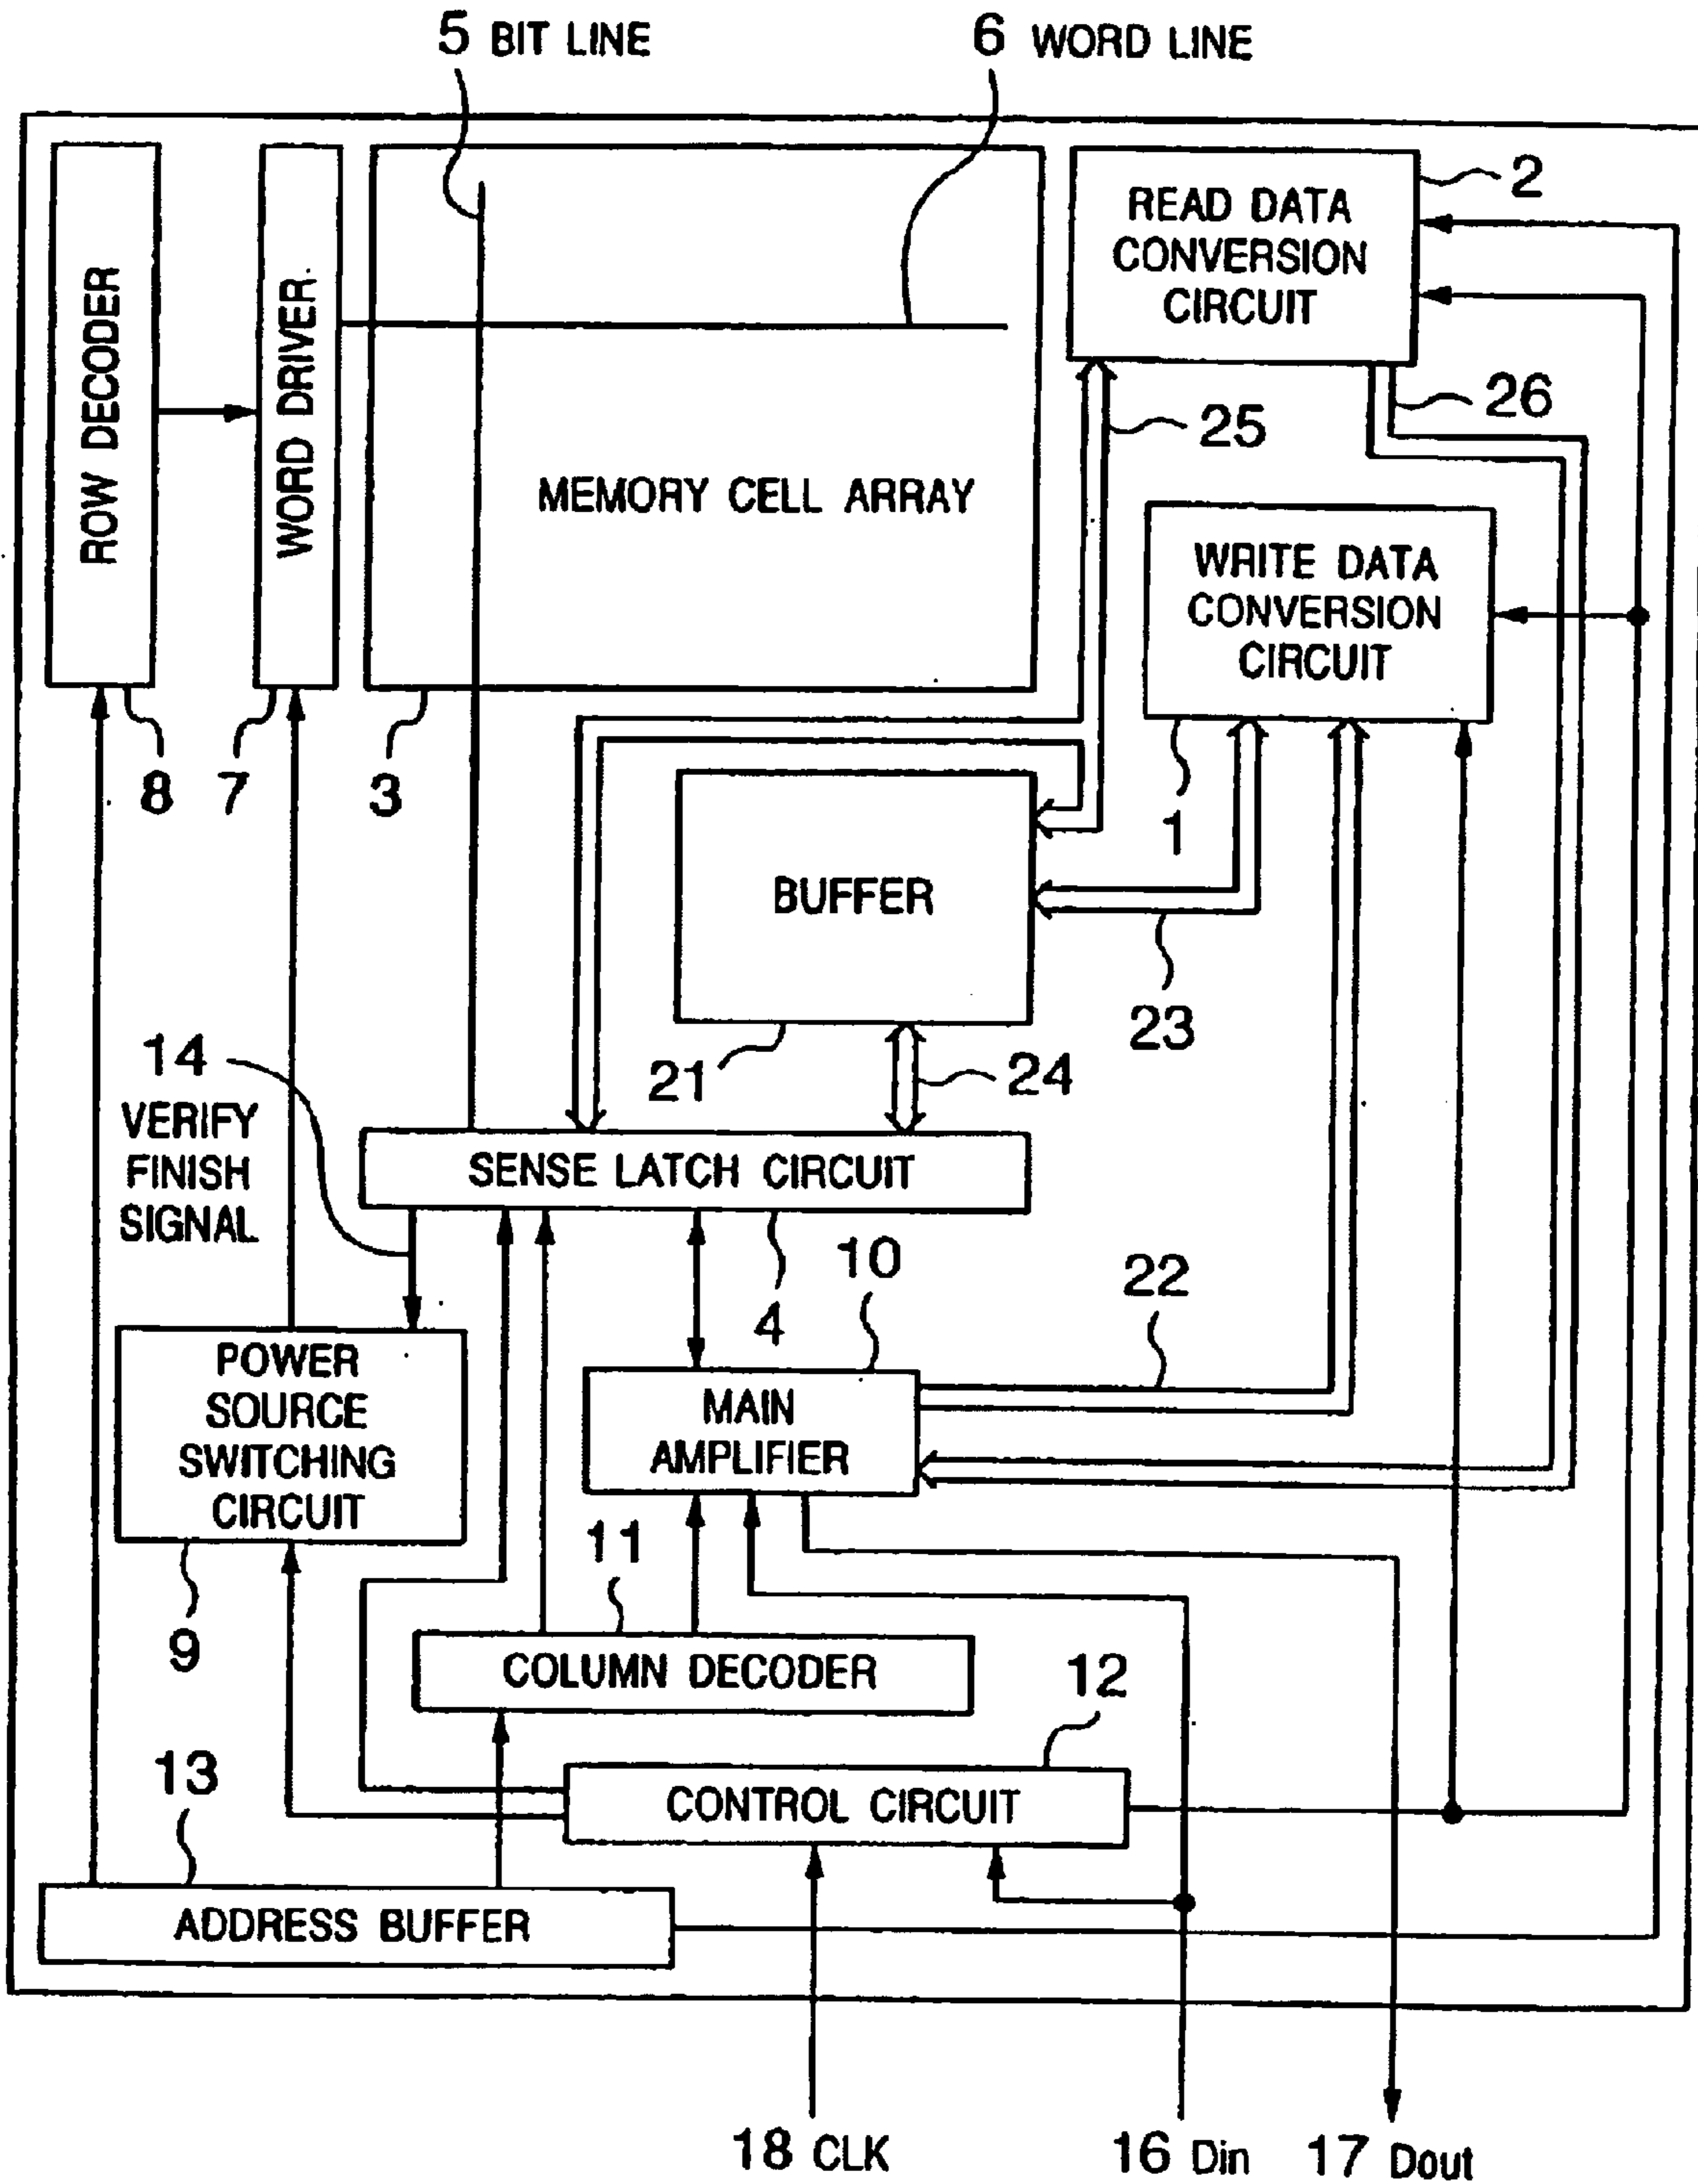 5 BIT LINE
6 WORD LINE
ROW DECODER
WORD DRIVER.
MEMORY CELL ARRAY
READ DATA
CONVERSION
CIRCUIT
2
25
26
WRITE DATA
CONVERSION
CIRCUIT
8
7
3
1
BUFFER
23
21
24
14
VERIFY
FINISH
SIGNAL
SENSE LATCH CIRCUIT
4
10
22
POWER
SOURCE
SWITCHING
CIRCUIT
MAIN
AMPLIFIER
9
11
COLUMN DECODER
12
13
CONTROL CIRCUIT
ADDRESS BUFFER
18 CLK
16 Din
17 Dout